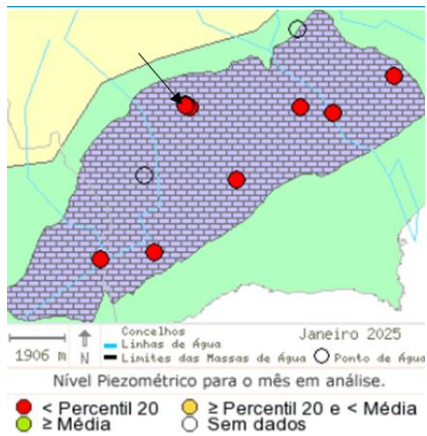 Concelhos
Linhas de Água
Janeiro 2025
1906 m
N
Limites das Massas de Água
Ponto de Água
Nível Piezométrico para o mês em análise.
< Percentil 20
≥ Percentil 20 e < Média
≥ Média
Sem dados